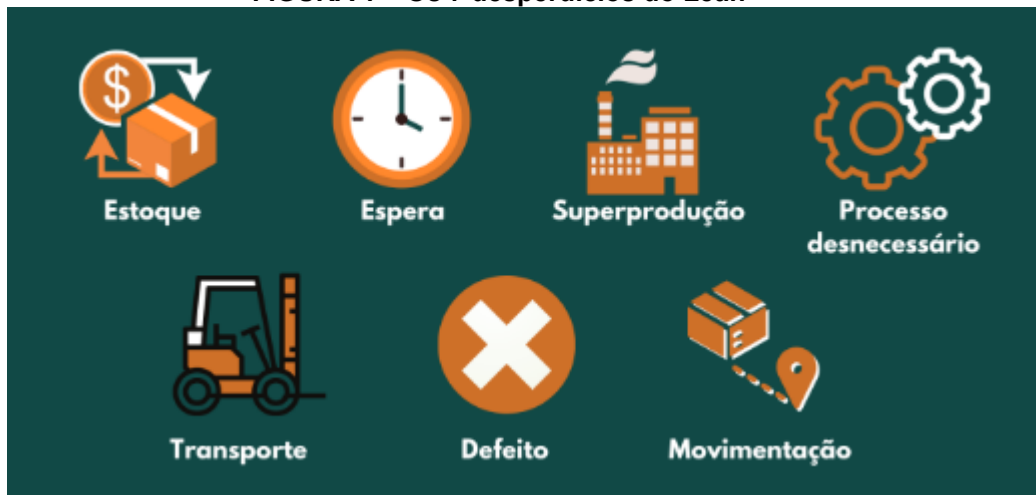 $
Estoque
Espera
Superprodução
Processo
desnecessário
Transporte
Defeito
Movimentação